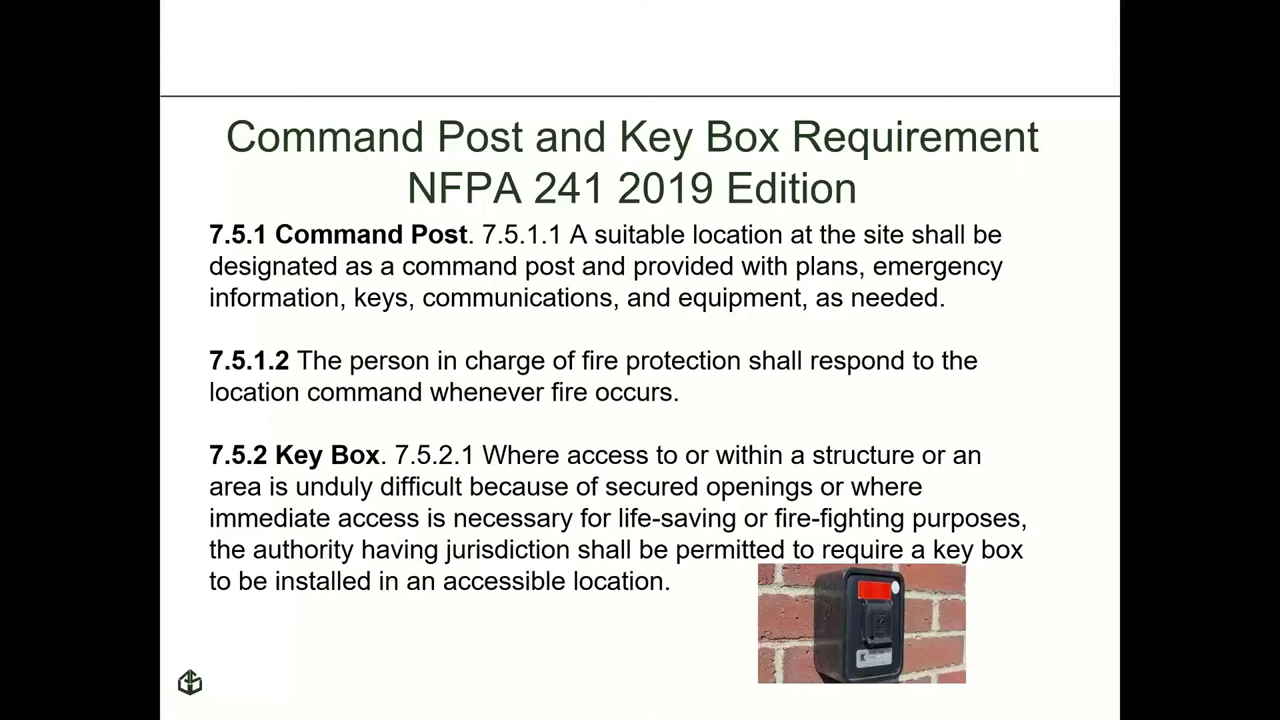 Command Post and Key Box Requirement
NFPA 241 2019 Edition
7.5.1 Command Post. 7.5.1.1 A suitable location at the site shall be
designated as a command post and provided with plans, emergency
information, keys, communications, and equipment, as needed.
7.5.1.2 The person in charge of fire protection shall respond to the
location command whenever fire occurs.
7.5.2 Key Box. 7.5.2.1 Where access to or within a structure or an
area is unduly difficult because of secured openings or where
immediate access is necessary for life-saving or fire-fighting purposes,
the authority having jurisdiction shall be permitted to require a key box
to be installed in an accessible location.